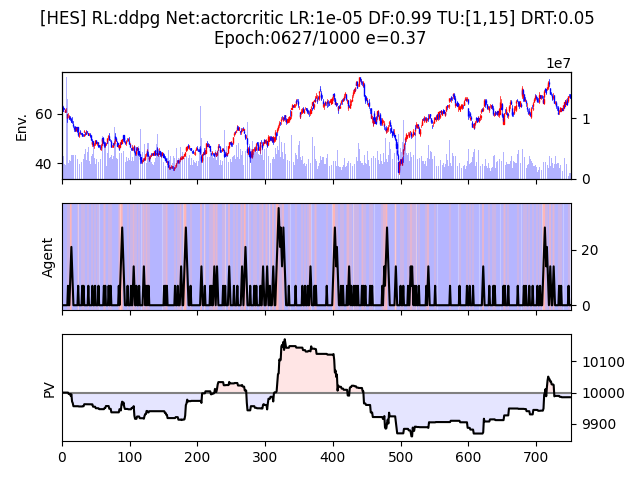 [HES] RL:ddpg Net:actorcritic LR:1e-05 DF:0.99 TU:[1,15] DRT:0.05
Epoch:0627/1000 e=0.37
1e7
Env.
60
40
1
0
Agent
20
0
PV
10100
10000
9900
0 100 200 300 400 500 600 700